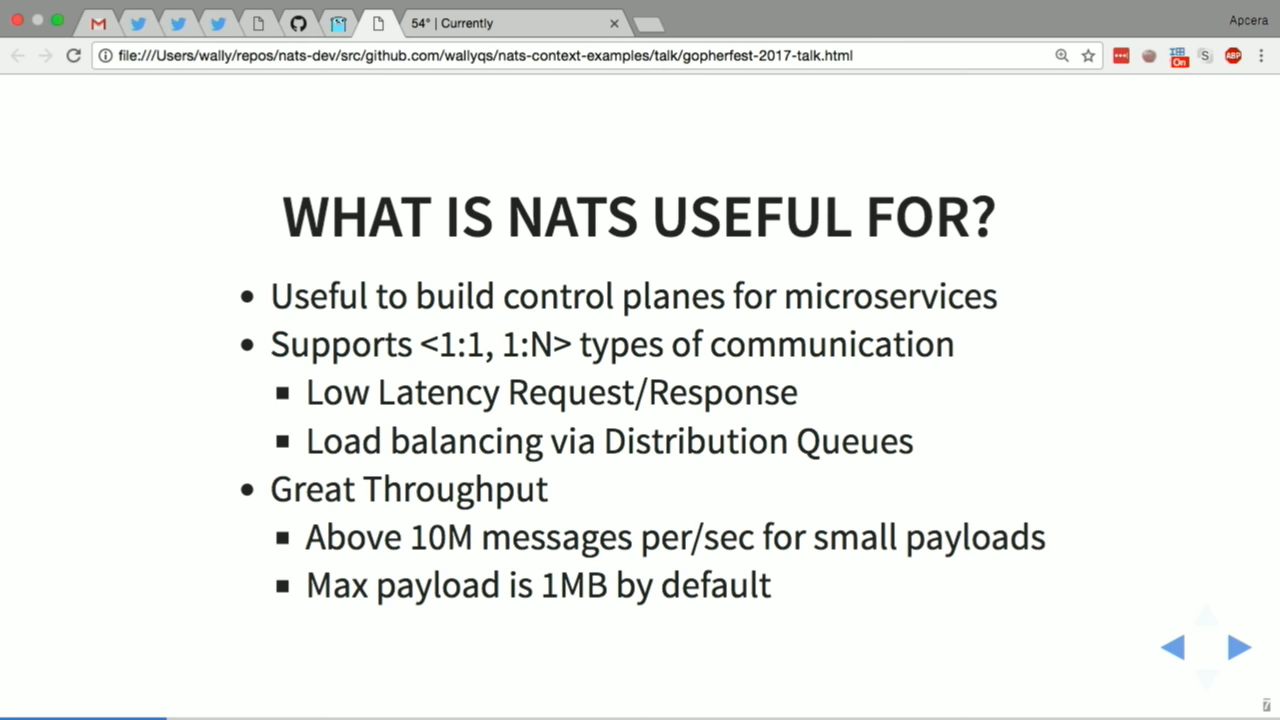 54° | Currently
Apcera
file:///Users/wally/repos/nats-dev/src/github.com/wallyqs/nats-context-examples/talk/gopherfest-2017-talk.html
On
S
ABP
WHAT IS NATS USEFUL FOR?
Useful to build control planes for microservices
Supports <1:1, 1:N> types of communication
Low Latency Request/Response
Load balancing via Distribution Queues
Great Throughput
Above 10M messages per/sec for small payloads
Max payload is 1MB by default
7